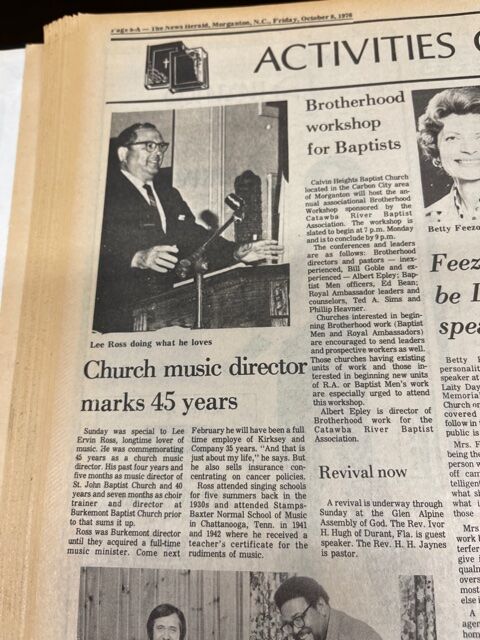 Page 8-A — The News Herald, Morganton, N.C., Friday, October 8, 1976
ACTIVITIES
Lee Ross doing what he loves
Church music director
marks 45 years
Sunday was special to Lee
Ervin Ross, longtime lover of
music. He was commemorating
45 years as a church music
director. His past four years and
five months as music director of
St. John Baptist Church and 40
years and seven months as choir
trainer and director at
Burkemont Baptist Church prior
to that sums it up.
Ross was Burkemont director
until they acquired a full-time
music minister. Come next
February he will have been a full
time employe of Kirksey and
Company 35 years. "And that is
just about my life," he says. But
he also sells insurance con-
centrating on cancer policies.
Ross attended singing schools
for five summers back in the
1930s and attended Stamps-
Baxter Normal School of Music
in Chattanooga, Tenn. in 1941
and 1942 where he received a
teacher's certificate for the
rudiments of music.
Brotherhood
workshop
for Baptists
Calvin Heights Baptist Church
located in the Carbon City area
of Morganton will host the an-
nual associational Brotherhood
Workshop sponsored by the
Catawba River Baptist
Association. The workshop is
slated to begin at 7 p.m. Monday
and is to conclude by 9 p.m.
The conferences and leaders
are as follows: Brotherhood
directors and pastors — inex-
perienced, Bill Goble and ex-
perienced — Albert Epley; Bap-
tist Men officers, Ed Bean;
Royal Ambassador leaders and
counselors, Ted A. Sims and
Phillip Heavner.
Churches interested in begin-
ning Brotherhood work (Baptist
Men and Royal Ambassadors)
are encouraged to send leaders
and prospective workers as well.
Those churches having existing
units of work and those in-
terested in beginning new units
of R.A. or Baptist Men's work
are especially urged to attend
this workshop.
Albert Epley is director of
Brotherhood work for the
Catawba River Baptist
Association.
Revival now
A revival is underway through
Sunday at the Glen Alpine
Assembly of God. The Rev. Ivor
H. Hugh of Durant, Fla. is guest
speaker. The Rev. H. H. Jaynes
is pastor.
Betty Feezo
Feez
be
spea
Betty
personalit
speaker at
Laity Day
Memorial
Church on
covered
follow in
public is
Mrs. F
being the
person w
off cam
telligent
what sh
what i
those
Mrs
work
terfer
give i
qualit
overs
most
else i
A
agen
hom